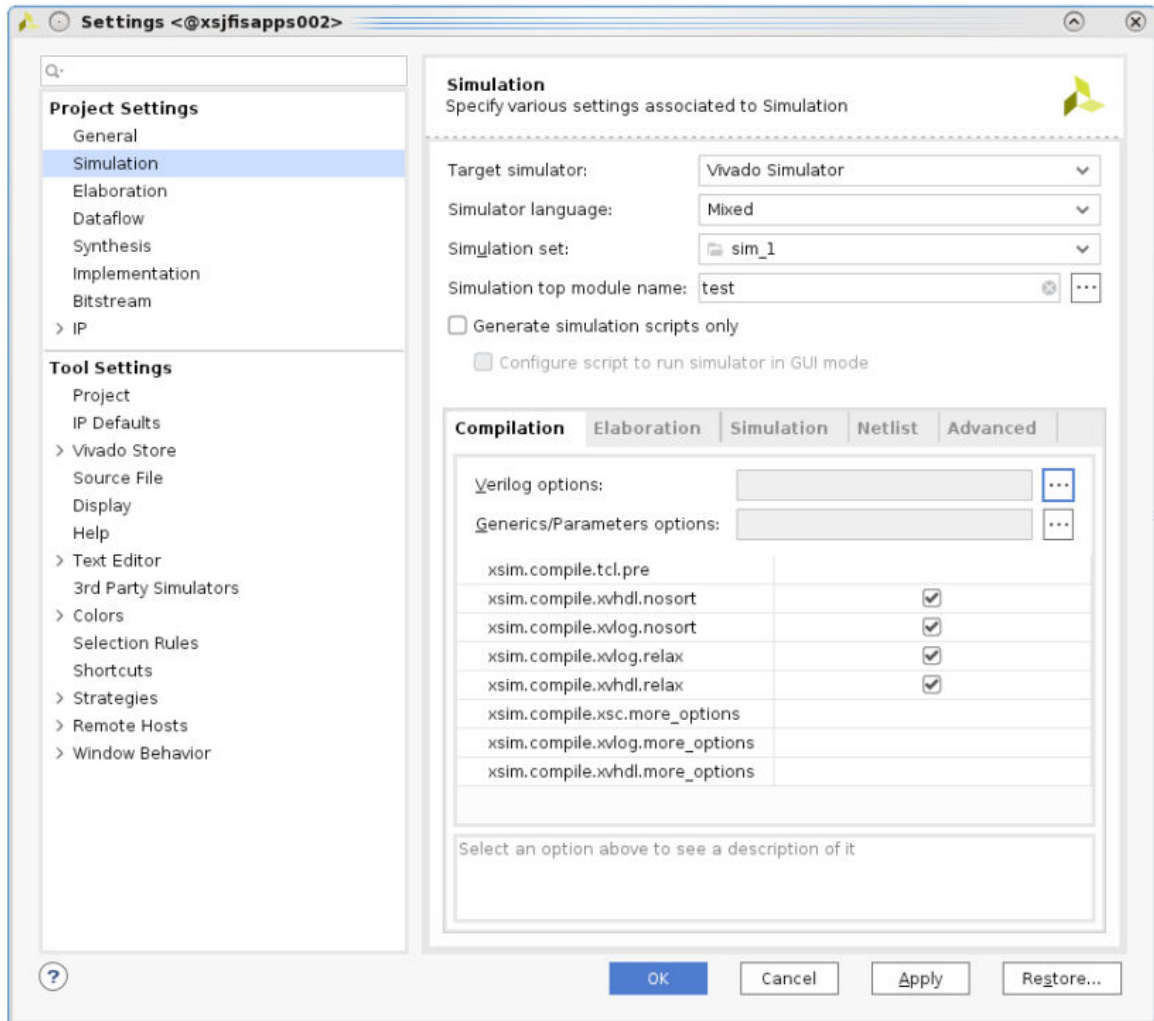 Settings <@xsjfisapps002>
Project Settings
General
Simulation
Elaboration
Dataflow
Synthesis
Implementation
Bitstream
> IP
Tool Settings
Project
IP Defaults
> Vivado Store
Source File
Display
Help
> Text Editor
3rd Party Simulators
> Colors
Selection Rules
Shortcuts
> Strategies
> Remote Hosts
> Window Behavior
Simulation
Specify various settings associated to Simulation
Target simulator: Vivado Simulator
Simulator language: Mixed
Simulation set: sim_1
Simulation top module name: test ...
Generate simulation scripts only
Configure script to run simulator in GUI mode
Compilation Elaboration Simulation Netlist Advanced
Verilog options: ...
Generics/Parameters options: ...
xsim.compile.tcl.pre
xsim.compile.xvhdl.nosort
xsim.compile.xvlog.nosort
xsim.compile.xvlog.relax
xsim.compile.xvhdl.relax
xsim.compile.xsc.more_options
xsim.compile.xvlog.more_options
xsim.compile.xvhdl.more_options
Select an option above to see a description of it
? OK Cancel Apply Restore...